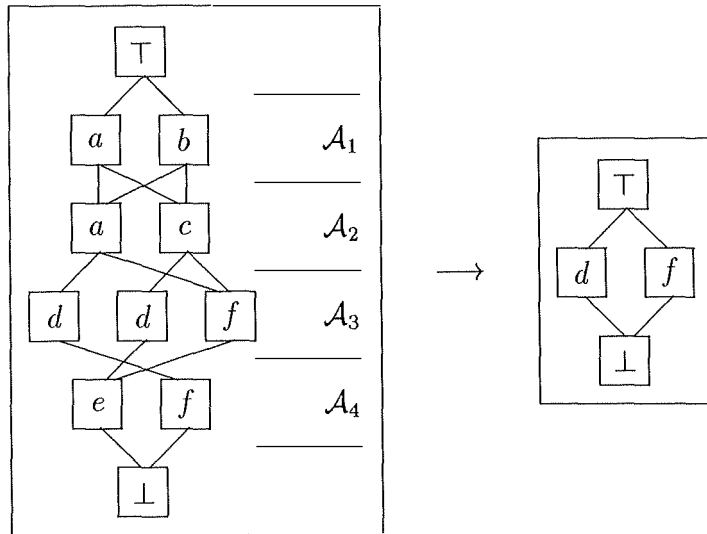 ⊤
a b 𝒜₁
a c 𝒜₂
d d f 𝒜₃
e f 𝒜₄
⊥
⟶
⊤
d f
⊥